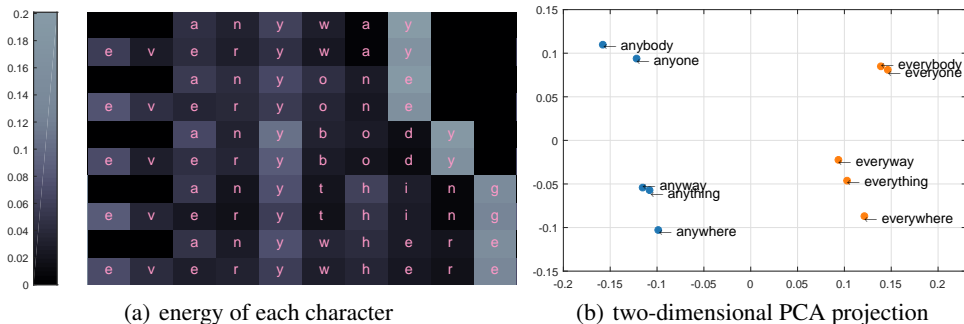 0.2
0.18
0.16
0.14
0.12
0.1
0.08
0.06
0.04
0.02
0
a n y w a y
e v e r y w a y
a n y o n e
e v e r y o n e
a n y b o d y
e v e r y b o d y
a n y t h i n g
e v e r y t h i n g
a n y w h e r e
e v e r y w h e r e
(a) energy of each character
0.15
0.1
0.05
0
-0.05
-0.1
-0.15
-0.2 -0.15 -0.1 -0.05 0 0.05 0.1 0.15 0.2
anybody
anyone
everybody
everyone
everyway
everything
everywhere
anyway
anything
anywhere
(b) two-dimensional PCA projection